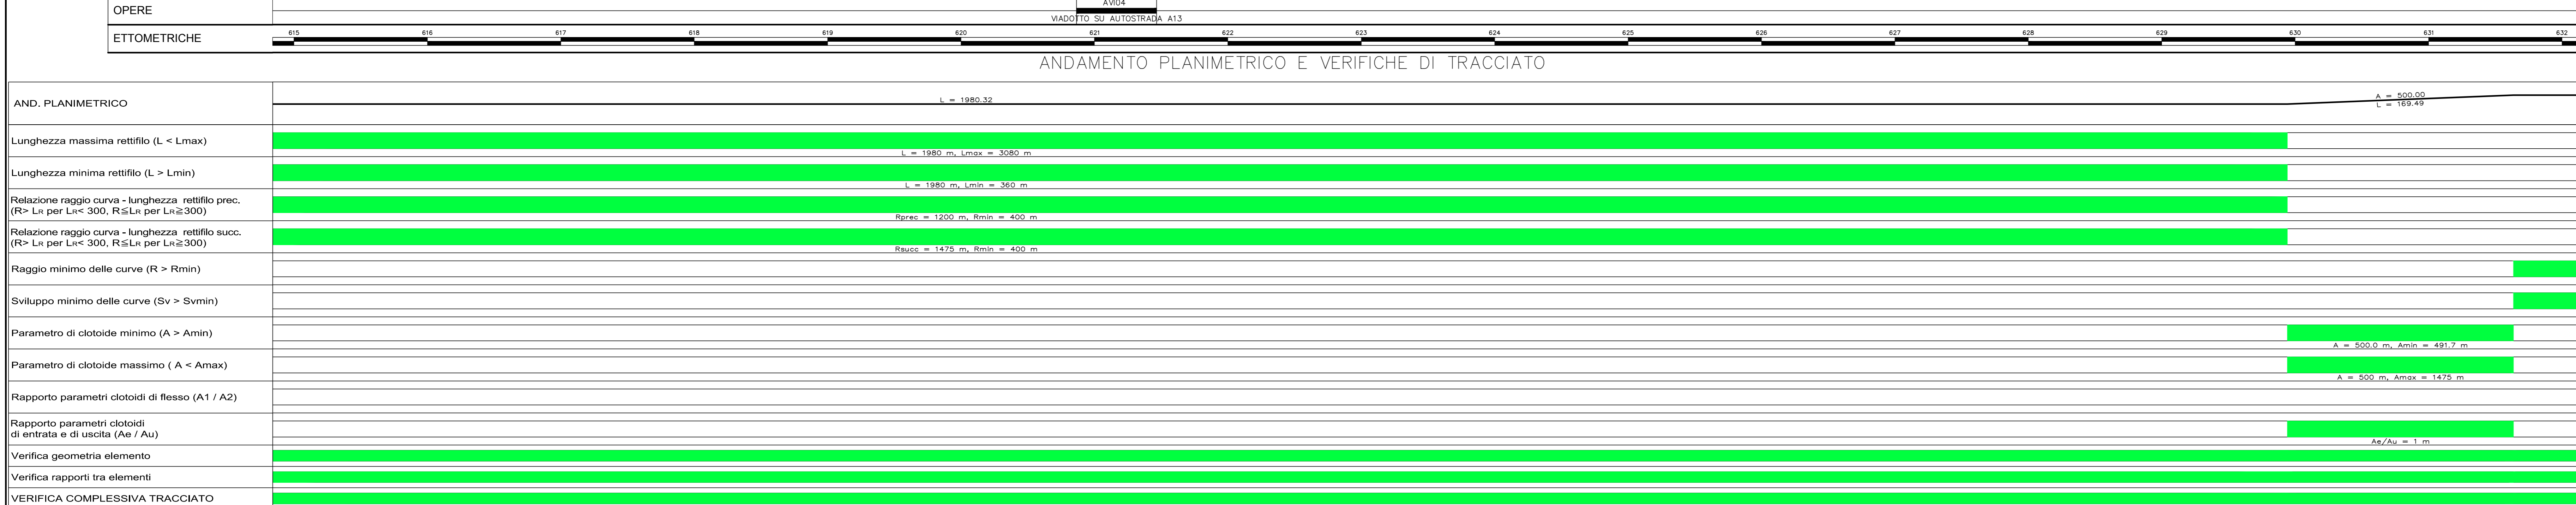 OPERE
AVI04
VIADOTTO SU AUTOSTRADA A13
ETTOMETRICHE
615 616 617 618 619 620 621 622 623 624 625 626 627 628 629 630 631 632
ANDAMENTO PLANIMETRICO E VERIFICHE DI TRACCIATO
AND. PLANIMETRICO
L = 1980.32
A = 500.00
L = 169.49
Lunghezza massima rettifilo (L < Lmax)
L = 1980 m, Lmax = 3080 m
Lunghezza minima rettifilo (L > Lmin)
L = 1980 m, Lmin = 360 m
Relazione raggio curva - lunghezza rettifilo prec.
(R> LR per LR< 300, R≦LR per LR≧300)
Rprec = 1200 m, Rmin = 400 m
Relazione raggio curva - lunghezza rettifilo succ.
(R> LR per LR< 300, R≦LR per LR≧300)
Rsucc = 1475 m, Rmin = 400 m
Raggio minimo delle curve (R > Rmin)
Sviluppo minimo delle curve (Sv > Svmin)
Parametro di clotoide minimo (A > Amin)
A = 500.0 m, Amin = 491.7 m
Parametro di clotoide massimo ( A < Amax)
A = 500 m, Amax = 1475 m
Rapporto parametri clotoidi di flesso (A1 / A2)
Rapporto parametri clotoidi
di entrata e di uscita (Ae / Au)
Ae/Au = 1 m
Verifica geometria elemento
Verifica rapporti tra elementi
VERIFICA COMPLESSIVA TRACCIATO